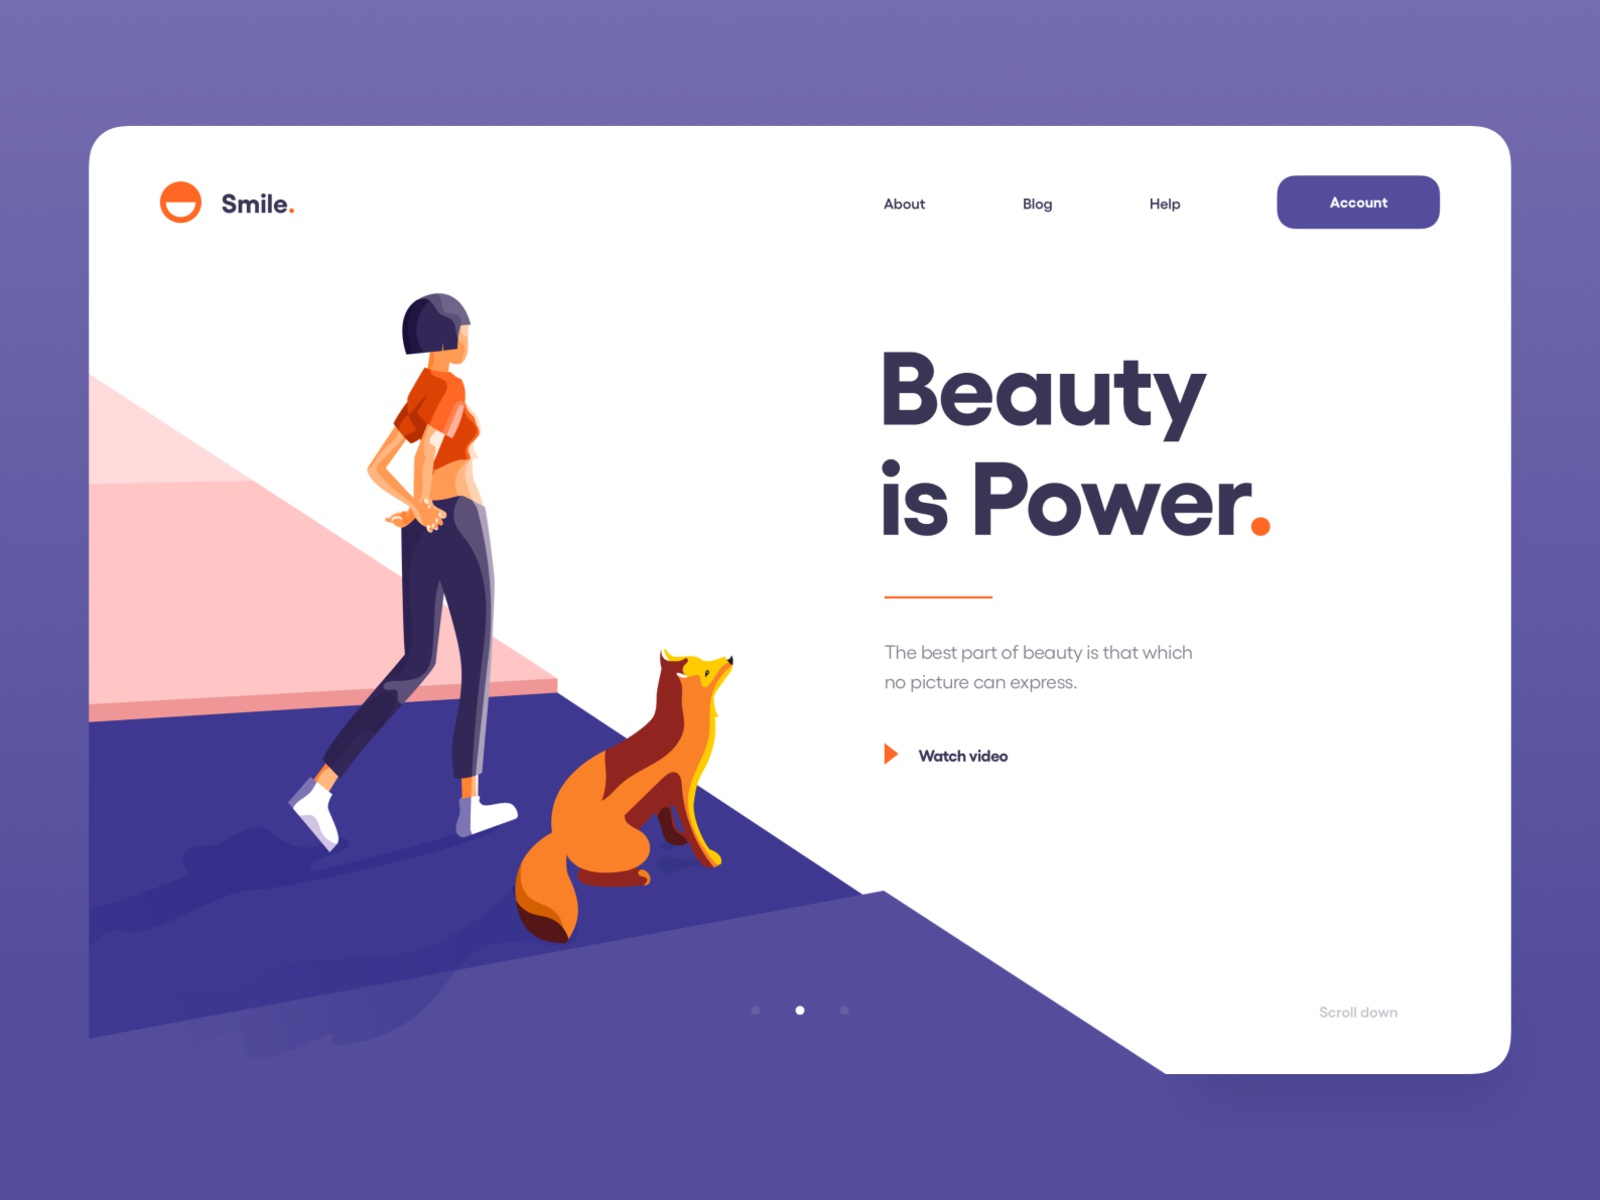 Smile.
About
Blog
Help
Account
Beauty
is Power.
The best part of beauty is that which
no picture can express.
Watch video
Scroll down